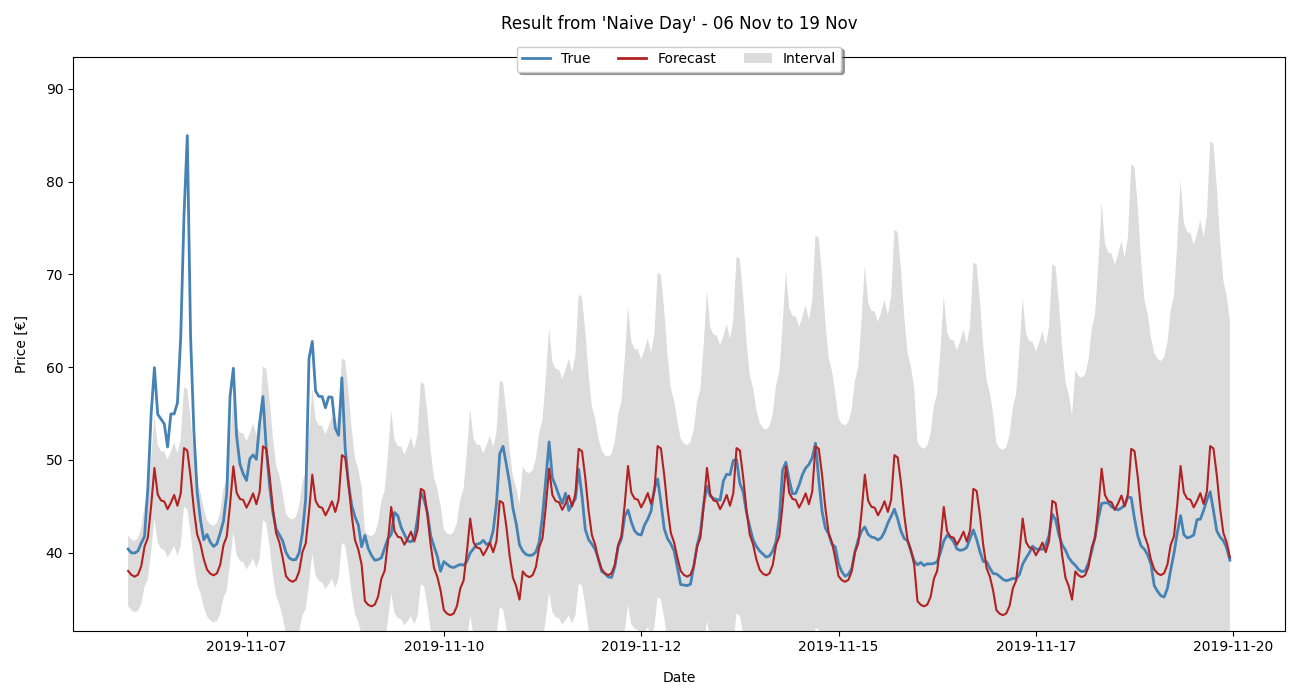 Result from 'Naive Day' - 06 Nov to 19 Nov
True Forecast Interval
90
80
70
60
50
40
Price [€]
2019-11-07 2019-11-10 2019-11-12 2019-11-15 2019-11-17 2019-11-20
Date